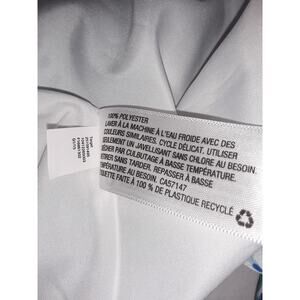 100% POLYESTER
LAVER À LA MACHINE À L'EAU FROIDE AVEC DES
COULEURS SIMILAIRES. CYCLE DÉLICAT. UTILISER
SEULEMENT UN JAVELLISANT SANS CHLORE AU BESOIN.
SÉCHER PAR CULBUTAGE À BASSE TEMPÉRATURE.
RETIRER SANS TARDER. REPASSER À BASSE
TEMPÉRATURE AU BESOIN. CA57147
ÉTIQUETTE FAITE À 100 % DE PLASTIQUE RECYCLÉ
Target